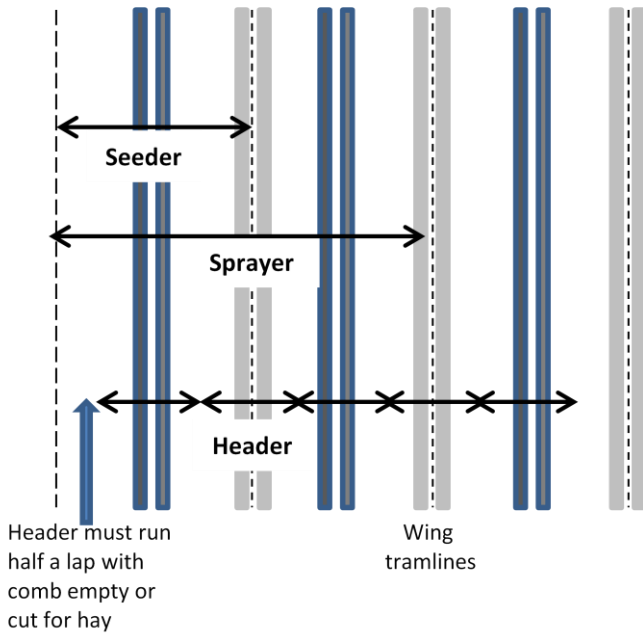 Seeder
Sprayer
Header
Header must run
half a lap with
comb empty or
cut for hay
Wing
tramlines